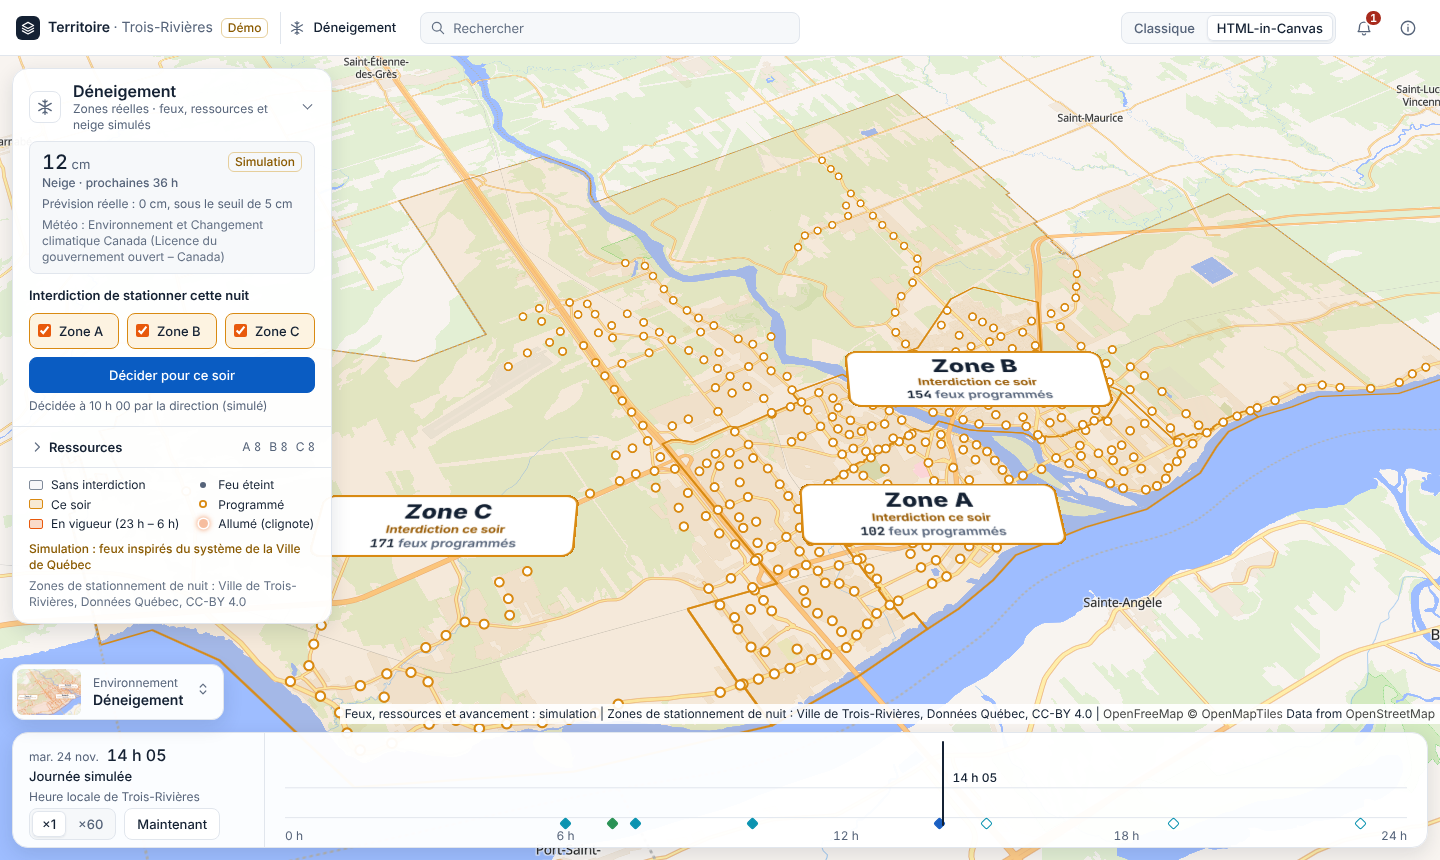 Territoire · Trois-Rivières Démo
Déneigement
Rechercher
Classique HTML-in-Canvas
1
Saint-Étienne-
des-Grès
Saint-Maurice
Saint-Luc
Vincenn
Déneigement
Zones réelles · feux, ressources et
neige simulés
12 cm
Simulation
Neige · prochaines 36 h
Prévision réelle : 0 cm, sous le seuil de 5 cm
Météo : Environnement et Changement
climatique Canada (Licence du
gouvernement ouvert – Canada)
Interdiction de stationner cette nuit
Zone A Zone B Zone C
Décider pour ce soir
Décidée à 10 h 00 par la direction (simulé)
Ressources A 8 B 8 C 8
Sans interdiction Feu éteint
Ce soir Programmé
En vigueur (23 h – 6 h) Allumé (clignote)
Simulation : feux inspirés du système de la Ville
de Québec
Zones de stationnement de nuit : Ville de Trois-
Rivières, Données Québec, CC-BY 4.0
Zone B
Interdiction ce soir
154 feux programmés
Zone A
Interdiction ce soir
102 feux programmés
Zone C
Interdiction ce soir
171 feux programmés
Sainte-Angèle
B
Environnement
Déneigement
Feux, ressources et avancement : simulation | Zones de stationnement de nuit : Ville de Trois-Rivières, Données Québec, CC-BY 4.0 | OpenFreeMap © OpenMapTiles Data from OpenStreetMap
mar. 24 nov. 14 h 05
Journée simulée
Heure locale de Trois-Rivières
×1 ×60 Maintenant
14 h 05
0 h 6 h 12 h 18 h 24 h
Port-Saint-